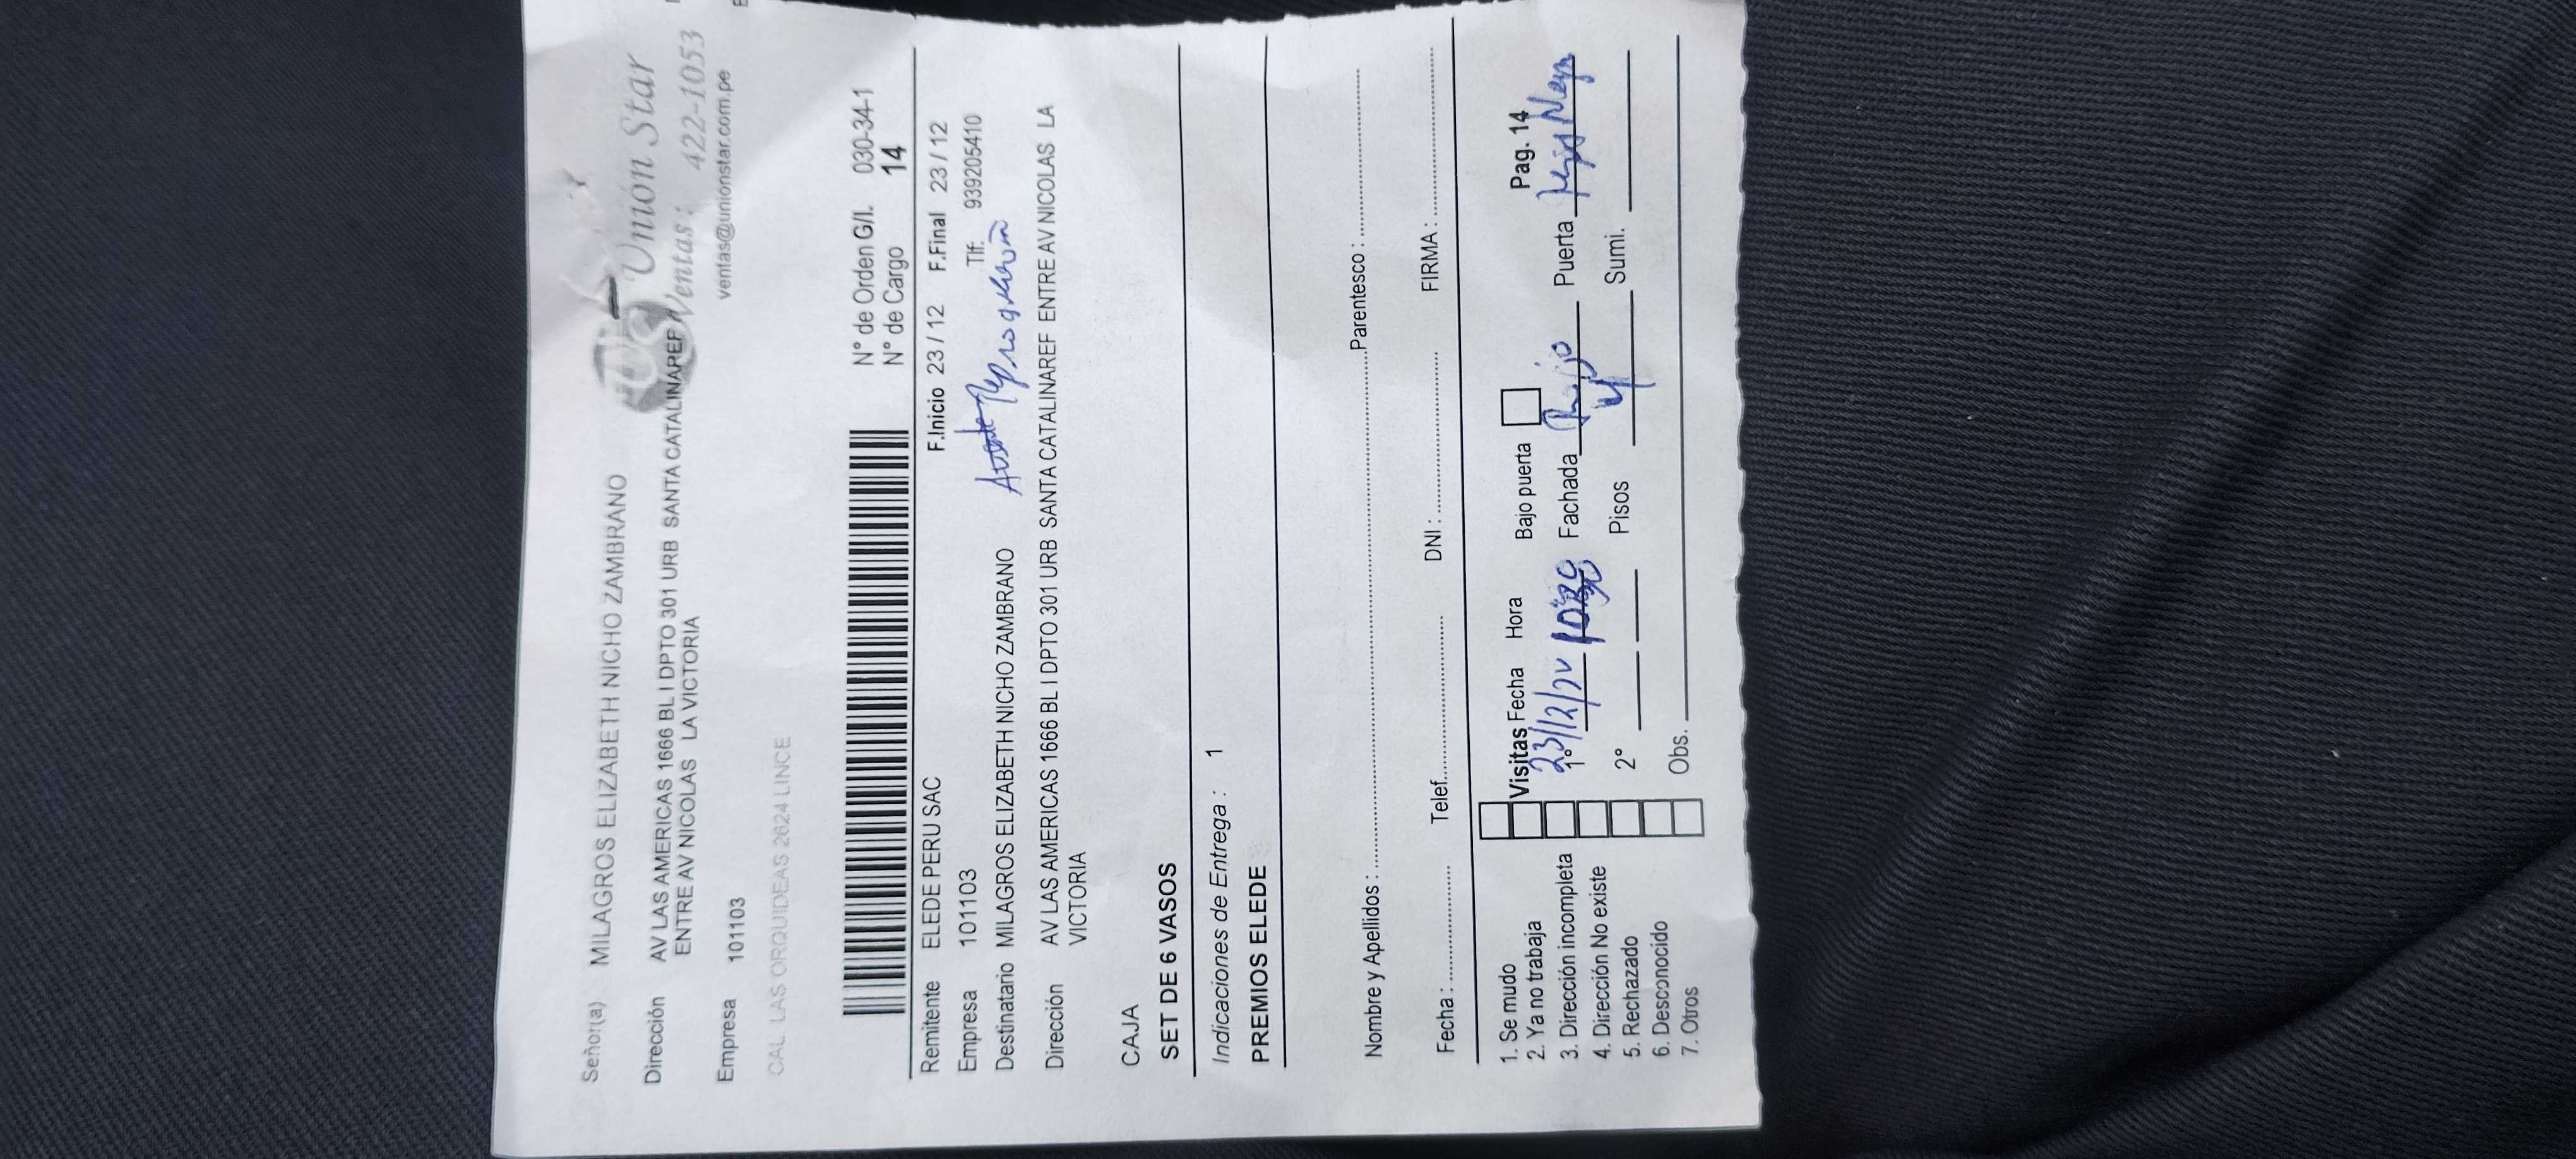 Unión Star
Ventas: 422-1053
ventas@unionstar.com.pe
Señor(a) MILAGROS ELIZABETH NICHO ZAMBRANO
Dirección AV LAS AMERICAS 1666 BL I DPTO 301 URB SANTA CATALINAREF
ENTRE AV NICOLAS LA VICTORIA
Empresa 101103
CAL LAS ORQUIDEAS 2624 LINCE
N° de Orden G/I. 030-34-1
N° de Cargo 14
Remitente ELEDE PERU SAC F.Inicio 23 / 12 F.Final 23 / 12
Empresa 101103 Tlf. 939205410
Destinatario MILAGROS ELIZABETH NICHO ZAMBRANO
Dirección AV LAS AMERICAS 1666 BL I DPTO 301 URB SANTA CATALINAREF ENTRE AV NICOLAS LA
VICTORIA
CAJA
SET DE 6 VASOS
Indicaciones de Entrega : 1
PREMIOS ELEDE
Nombre y Apellidos : Parentesco :
Fecha : Telef. DNI : FIRMA :
1. Se mudo
2. Ya no trabaja Visitas Fecha Hora Bajo puerta Pag. 14
3. Dirección incompleta 1° 23/12/ Fachada Puerta
4. Dirección No existe
5. Rechazado 2° Pisos 4 Sumi.
6. Desconocido
7. Otros Obs.